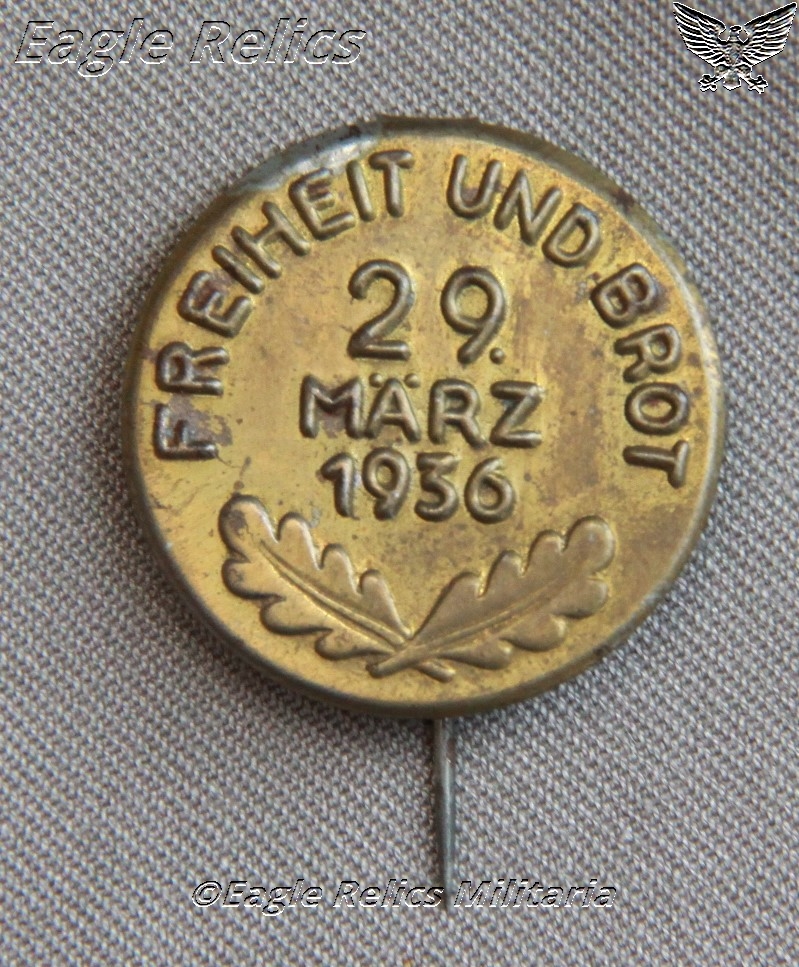 Eagle Relics
FREIHEIT UND BROT
29.
MÄRZ
1936
©Eagle Relics Militaria